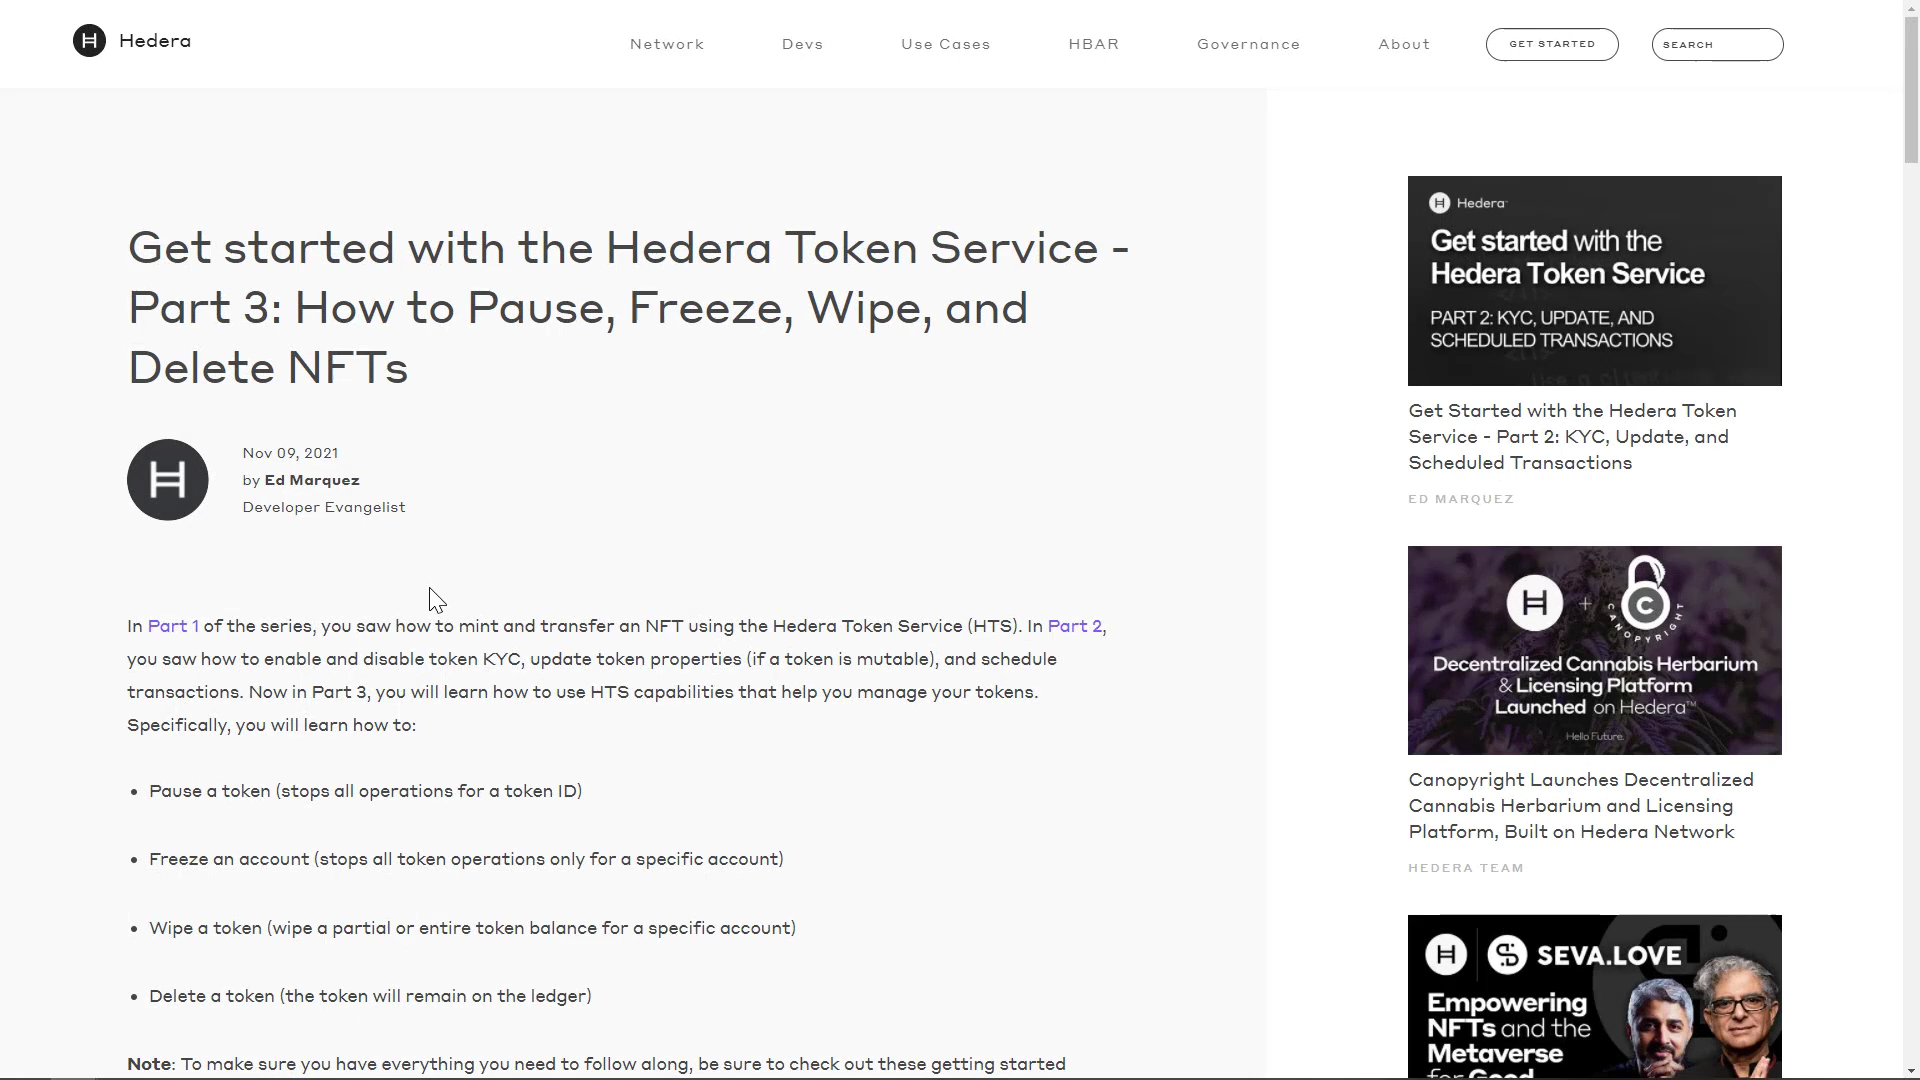 Hedera
Network
Devs
Use Cases
HBAR
Governance
About
GET STARTED
SEARCH
Get started with the Hedera Token Service -
Part 3: How to Pause, Freeze, Wipe, and
Delete NFTs
Nov 09, 2021
by Ed Marquez
Developer Evangelist
In Part 1 of the series, you saw how to mint and transfer an NFT using the Hedera Token Service (HTS). In Part 2,
you saw how to enable and disable token KYC, update token properties (if a token is mutable), and schedule
transactions. Now in Part 3, you will learn how to use HTS capabilities that help you manage your tokens.
Specifically, you will learn how to:
• Pause a token (stops all operations for a token ID)
• Freeze an account (stops all token operations only for a specific account)
• Wipe a token (wipe a partial or entire token balance for a specific account)
• Delete a token (the token will remain on the ledger)
Note: To make sure you have everything you need to follow along, be sure to check out these getting started
Hedera
Get started with the
Hedera Token Service
PART 2: KYC, UPDATE, AND
SCHEDULED TRANSACTIONS
Get Started with the Hedera Token
Service - Part 2: KYC, Update, and
Scheduled Transactions
ED MARQUEZ
+
CANOPYRIGHT
Decentralized Cannabis Herbarium
& Licensing Platform
Launched on Hedera™
Hello Future.
Canopyright Launches Decentralized
Cannabis Herbarium and Licensing
Platform, Built on Hedera Network
HEDERA TEAM
SEVA.LOVE
Empowering
NFTs and the
Metaverse
for Good